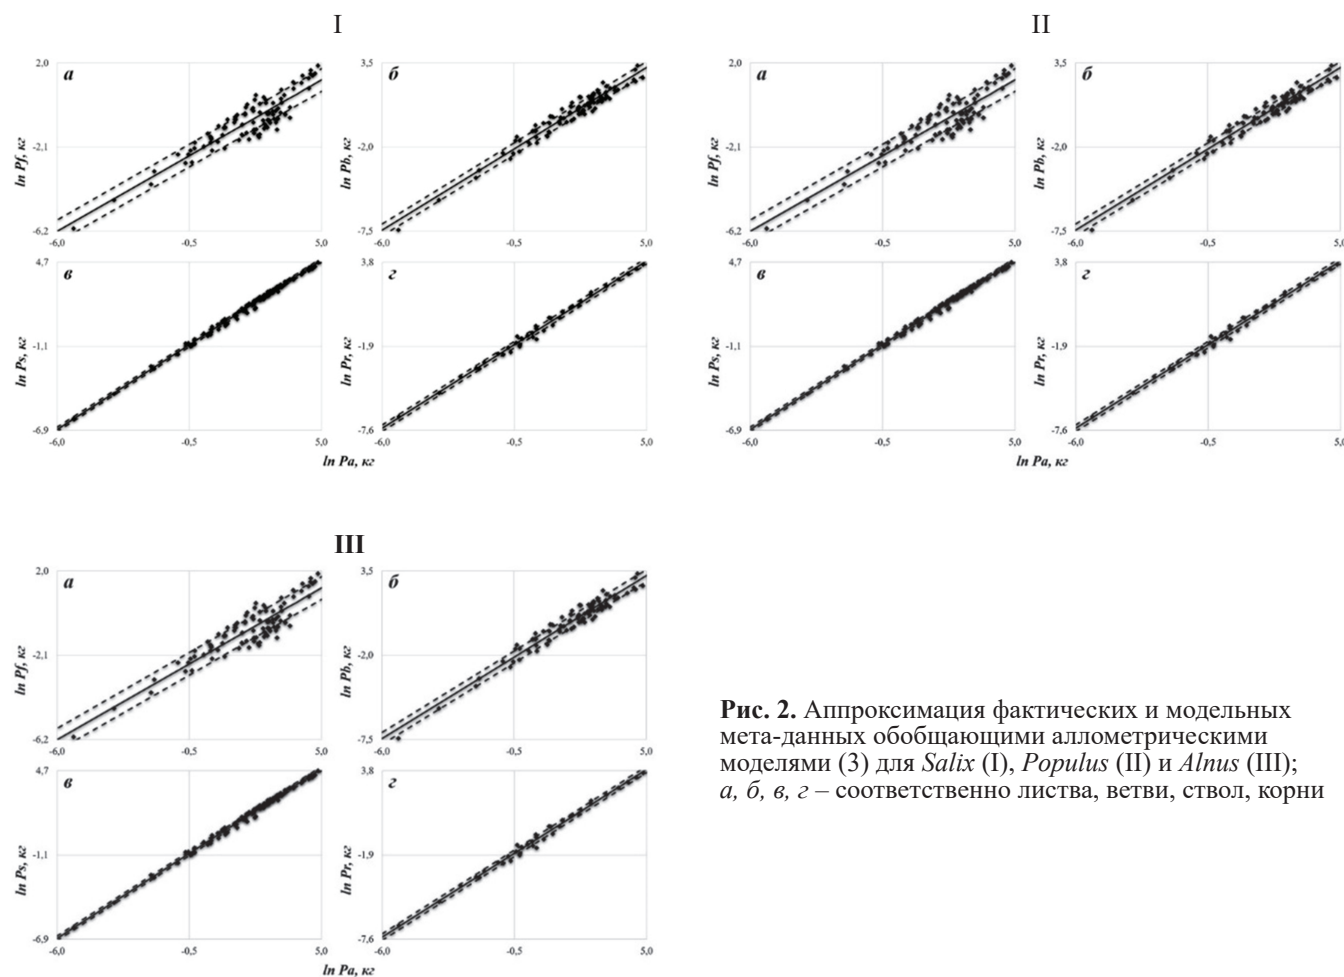 I
II
а
2,0
-2,1
-6,2
ln Pf, кг
-6,0
-0,5
5,0
б
3,5
-2,0
-7,5
ln Pb, кг
-6,0
-0,5
5,0
а
2,0
-2,1
-6,2
ln Pf, кг
-6,0
-0,5
5,0
б
3,5
-2,0
-7,5
ln Pb, кг
-6,0
-0,5
5,0
в
4,7
-1,1
-6,9
ln Ps, кг
-6,0
-0,5
5,0
г
3,8
-1,9
-7,6
ln Pr, кг
-6,0
-0,5
5,0
ln Pa, кг
в
4,7
-1,1
-6,9
ln Ps, кг
-6,0
-0,5
5,0
г
3,8
-1,9
-7,6
ln Pr, кг
-6,0
-0,5
5,0
ln Pa, кг
III
а
2,0
-2,1
-6,2
ln Pf, кг
-6,0
-0,5
5,0
б
3,5
-2,0
-7,5
ln Pb, кг
-6,0
-0,5
5,0
в
4,7
-1,1
-6,9
ln Ps, кг
-6,0
-0,5
5,0
г
3,8
-1,9
-7,6
ln Pr, кг
-6,0
-0,5
5,0
ln Pa, кг
Рис. 2. Аппроксимация фактических и модельных
мета-данных обобщающими аллометрическими
моделями (3) для Salix (I), Populus (II) и Alnus (III);
а, б, в, г – соответственно листва, ветви, ствол, корни